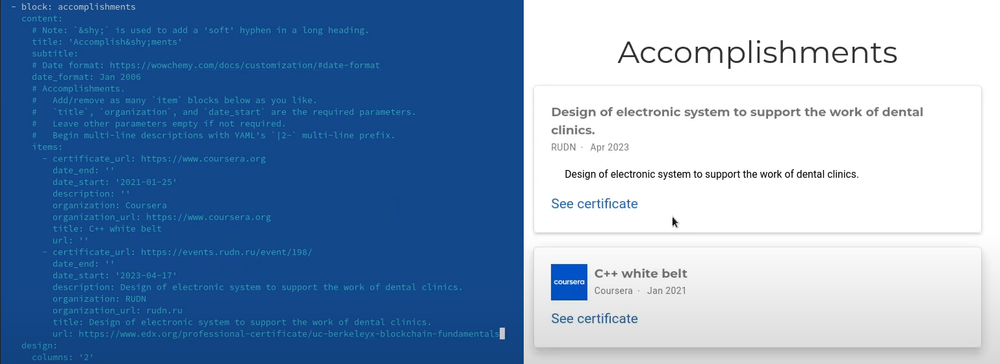 - block: accomplishments
content:
# Note: `&shy;` is used to add a 'soft' hyphen in a long heading.
title: 'Accomplish&shy;ments'
subtitle:
# Date format: https://wowchemy.com/docs/customization/#date-format
date_format: Jan 2006
# Accomplishments.
#   Add/remove as many `item` blocks below as you like.
#   `title`, `organization`, and `date_start` are the required parameters.
#   Leave other parameters empty if not required.
#   Begin multi-line descriptions with YAML's `|2-` multi-line prefix.
items:
- certificate_url: https://www.coursera.org
date_end: ''
date_start: '2021-01-25'
description: ''
organization: Coursera
organization_url: https://www.coursera.org
title: C++ white belt
url: ''
- certificate_url: https://events.rudn.ru/event/198/
date_end: ''
date_start: '2023-04-17'
description: Design of electronic system to support the work of dental clinics.
organization: RUDN
organization_url: rudn.ru
title: Design of electronic system to support the work of dental clinics.
url: https://www.edx.org/professional-certificate/uc-berkeleyx-blockchain-fundamentals
design:
columns: '2'
Accomplishments
Design of electronic system to support the work of dental
clinics.
RUDN · Apr 2023
Design of electronic system to support the work of dental clinics.
See certificate
coursera
C++ white belt
Coursera · Jan 2021
See certificate